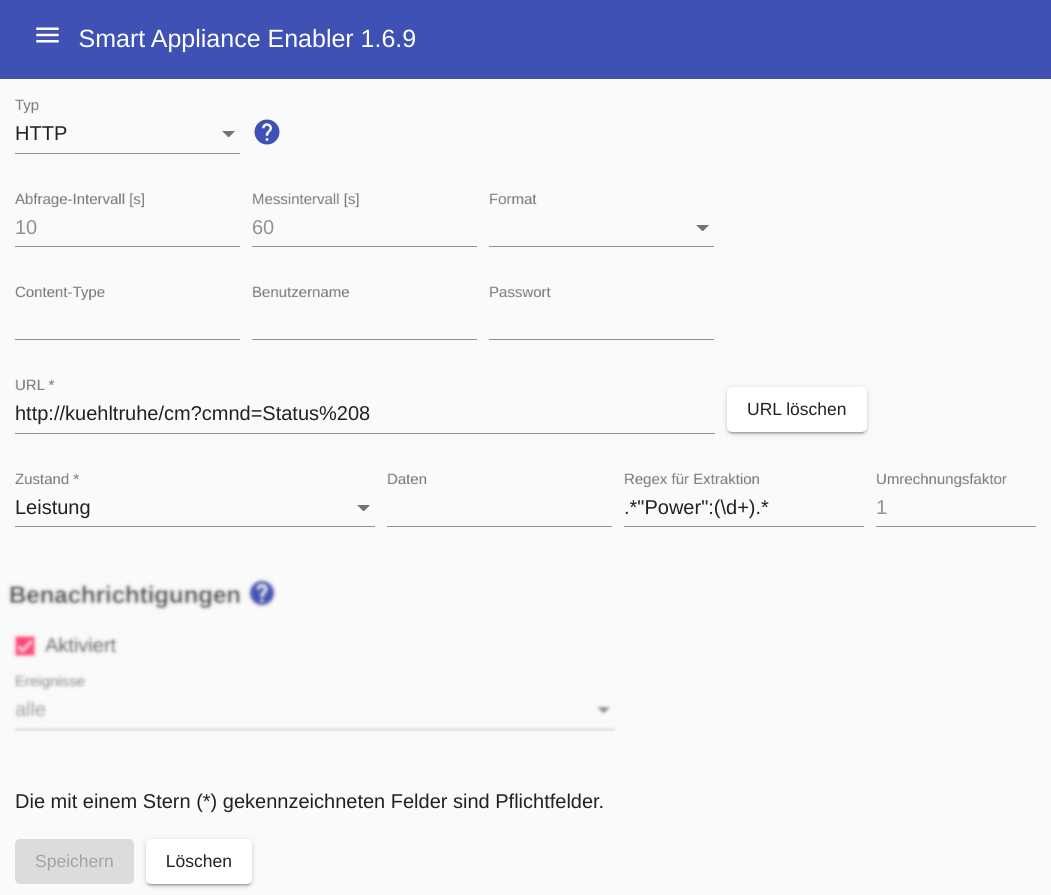 Smart Appliance Enabler 1.6.9
Typ
HTTP
?
Abfrage-Intervall [s] Messintervall [s] Format
10 60
Content-Type Benutzername Passwort
URL *
http://kuehltruhe/cm?cmnd=Status%208 URL löschen
Zustand * Daten Regex für Extraktion Umrechnungsfaktor
Leistung .*"Power":(\d+).* 1
Benachrichtigungen ?
Aktiviert
Ereignisse
alle
Die mit einem Stern (*) gekennzeichneten Felder sind Pflichtfelder.
Speichern Löschen